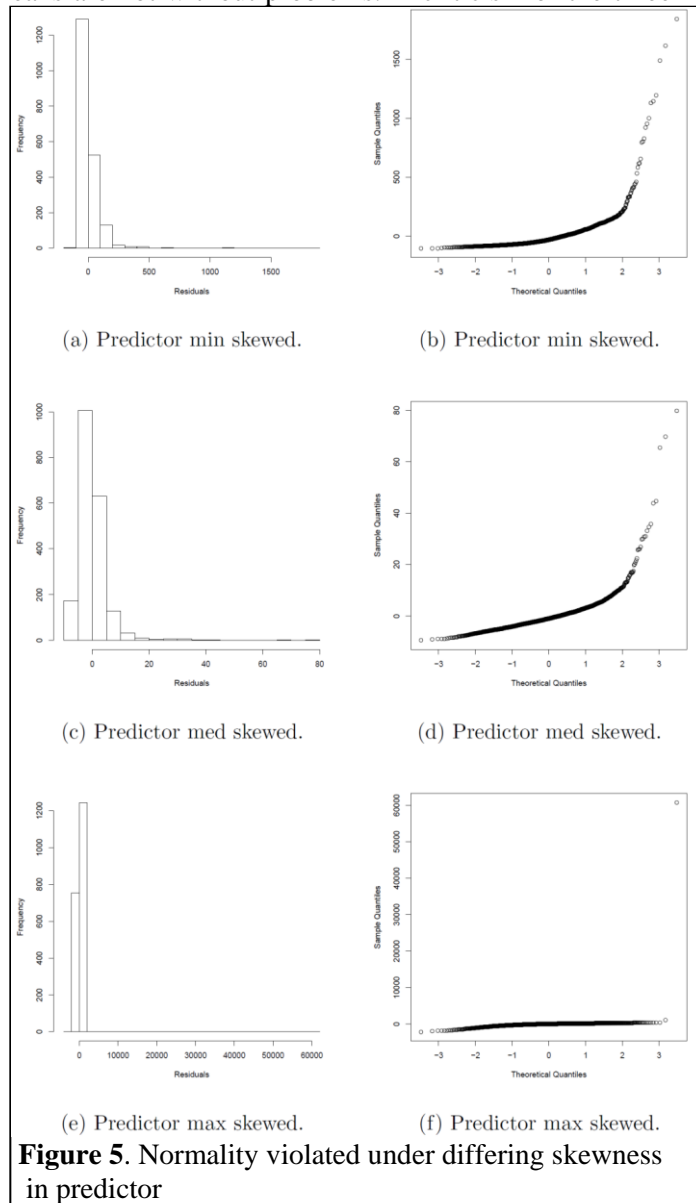 Frequency
0 200 400 600 800 1000 1200
0 500 1000 1500
Residuals
Sample Quantiles
0 500 1000 1500
−3 −2 −1 0 1 2 3
Theoretical Quantiles
(a) Predictor min skewed.
(b) Predictor min skewed.
Frequency
0 200 400 600 800 1000
0 20 40 60 80
Residuals
Sample Quantiles
0 20 40 60 80
−3 −2 −1 0 1 2 3
Theoretical Quantiles
(c) Predictor med skewed.
(d) Predictor med skewed.
Frequency
0 200 400 600 800 1000 1200
0 10000 20000 30000 40000 50000 60000
Residuals
Sample Quantiles
0 10000 20000 30000 40000 50000 60000
−3 −2 −1 0 1 2 3
Theoretical Quantiles
(e) Predictor max skewed.
(f) Predictor max skewed.
Figure 5. Normality violated under differing skewness
in predictor